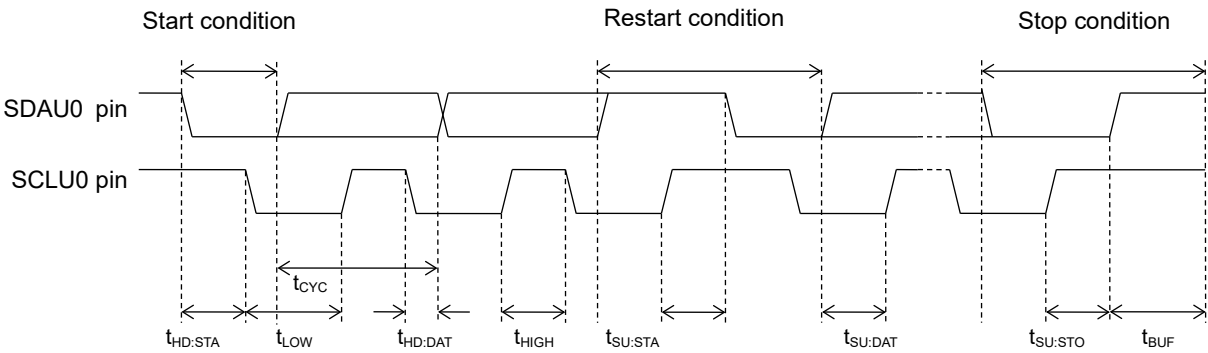 Start condition
Restart condition
Stop condition
SDAU0 pin
SCLU0 pin
tCYC
tHD:STA
tLOW
tHD:DAT
tHIGH
tSU:STA
tSU:DAT
tSU:STO
tBUF